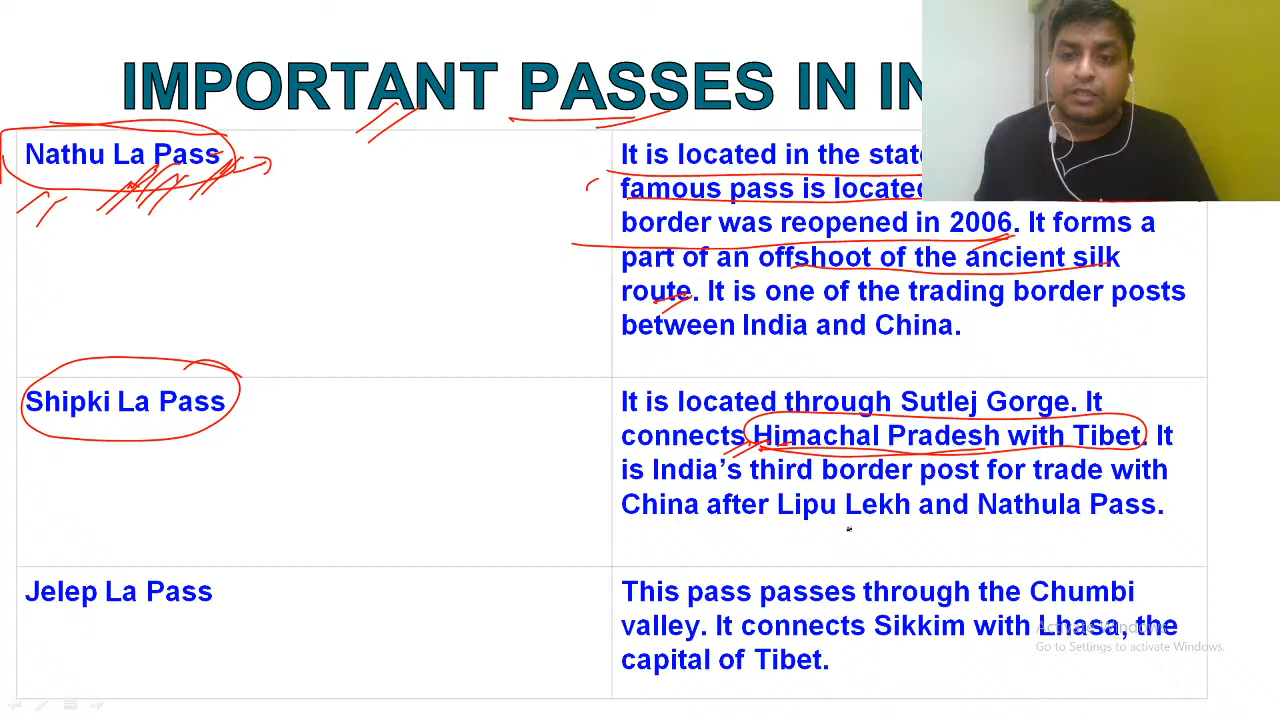 IMPORTANT PASSES IN IN
Nathu La Pass
It is located in the state
famous pass is located
border was reopened in 2006. It forms a
part of an offshoot of the ancient silk
route. It is one of the trading border posts
between India and China.
Shipki La Pass
It is located through Sutlej Gorge. It
connects Himachal Pradesh with Tibet. It
is India’s third border post for trade with
China after Lipu Lekh and Nathula Pass.
Jelep La Pass
This pass passes through the Chumbi
valley. It connects Sikkim with Lhasa, the
capital of Tibet.
Activate Windows
Go to Settings to activate Windows.